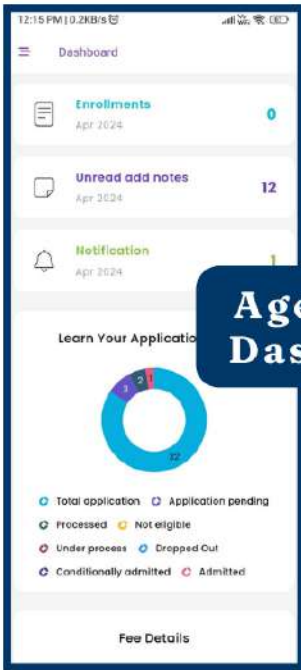 12:15 PM | 0.2KB/s
Dashboard
Enrollments
0
Apr 2024
Unread add notes
12
Apr 2024
Notification
1
Apr 2024
Learn Your Applicatio
Age
Das
3
2
1
32
Total application Application pending
Processed Not eligible
Under process Dropped Out
Conditionally admitted Admitted
Fee Details